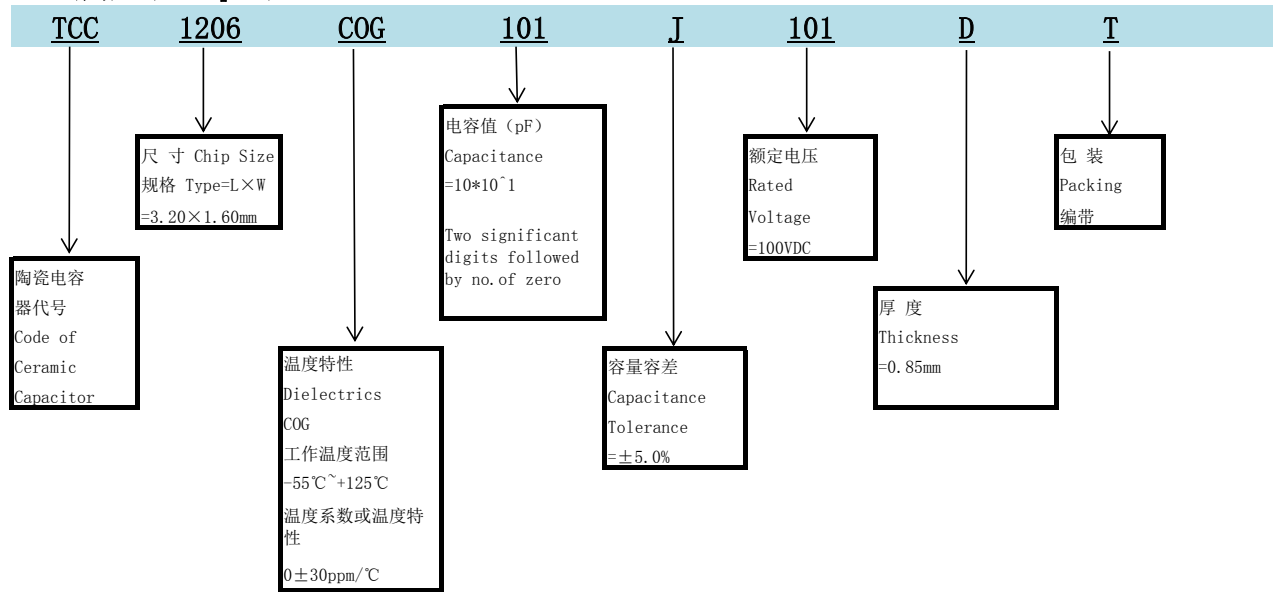 TCC 1206 COG 101 J 101 D T
陶瓷电容
器代号
Code of
Ceramic
Capacitor
尺 寸 Chip Size
规格 Type=L×W
=3.20×1.60mm
温度特性
Dielectrics
COG
工作温度范围
-55℃~+125℃
温度系数或温度特
性
0±30ppm/℃
电容值（pF）
Capacitance
=10*10^1
Two significant
digits followed
by no.of zero
容量容差
Capacitance
Tolerance
=±5.0%
额定电压
Rated
Voltage
=100VDC
厚 度
Thickness
=0.85mm
包 装
Packing
编带